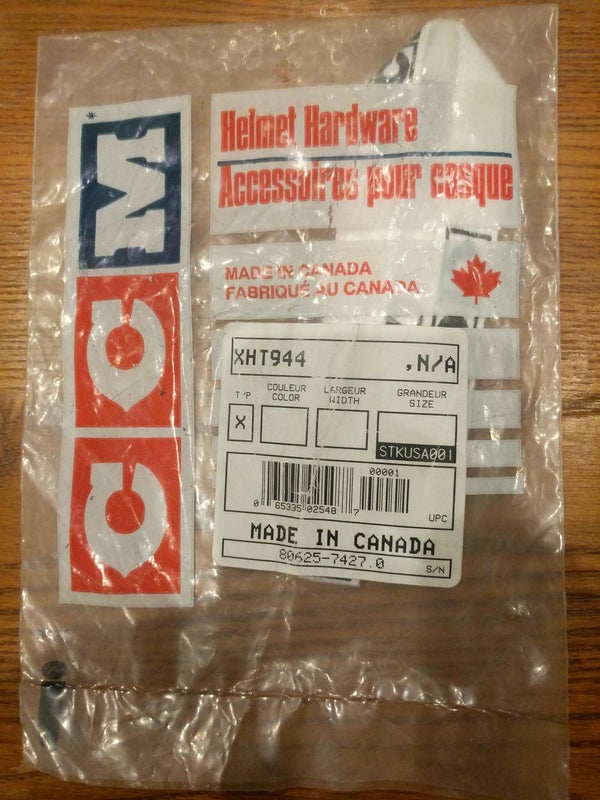 CCM*
Helmet Hardware
Accessoires pour casque
MADE IN CANADA
FABRIQUÉ AU CANADA
XHT944 ,N/A
T'P
COULEUR
COLOR
LARGEUR
WIDTH
GRANDEUR
SIZE
X
STKUSA001
00001
0 65335 02548 7
UPC
MADE IN CANADA
80625-7427.0
S/N